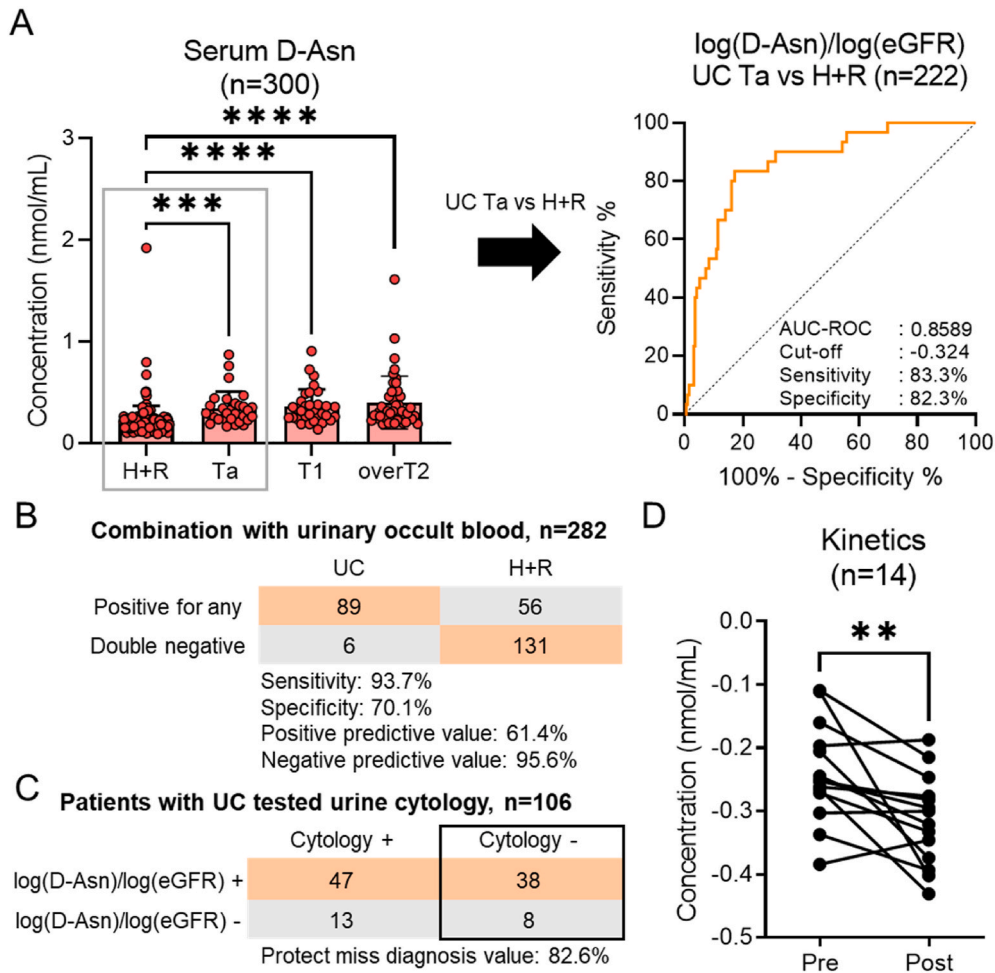 A
Serum D-Asn
(n=300)
****
****
***
Concentration (nmol/mL)
3
2
1
0
H+R Ta T1 overT2
UC Ta vs H+R
log(D-Asn)/log(eGFR)
UC Ta vs H+R (n=222)
Sensitivity %
100
80
60
40
20
0
AUC-ROC : 0.8589
Cut-off : -0.324
Sensitivity : 83.3%
Specificity : 82.3%
0 20 40 60 80 100
100% - Specificity %
B
Combination with urinary occult blood, n=282
UC H+R
Positive for any 89 56
Double negative 6 131
Sensitivity: 93.7%
Specificity: 70.1%
Positive predictive value: 61.4%
Negative predictive value: 95.6%
C
Patients with UC tested urine cytology, n=106
Cytology + Cytology -
log(D-Asn)/log(eGFR) + 47 38
log(D-Asn)/log(eGFR) - 13 8
Protect miss diagnosis value: 82.6%
D
Kinetics
(n=14)
**
Concentration (nmol/mL)
0.0
-0.1
-0.2
-0.3
-0.4
-0.5
Pre Post